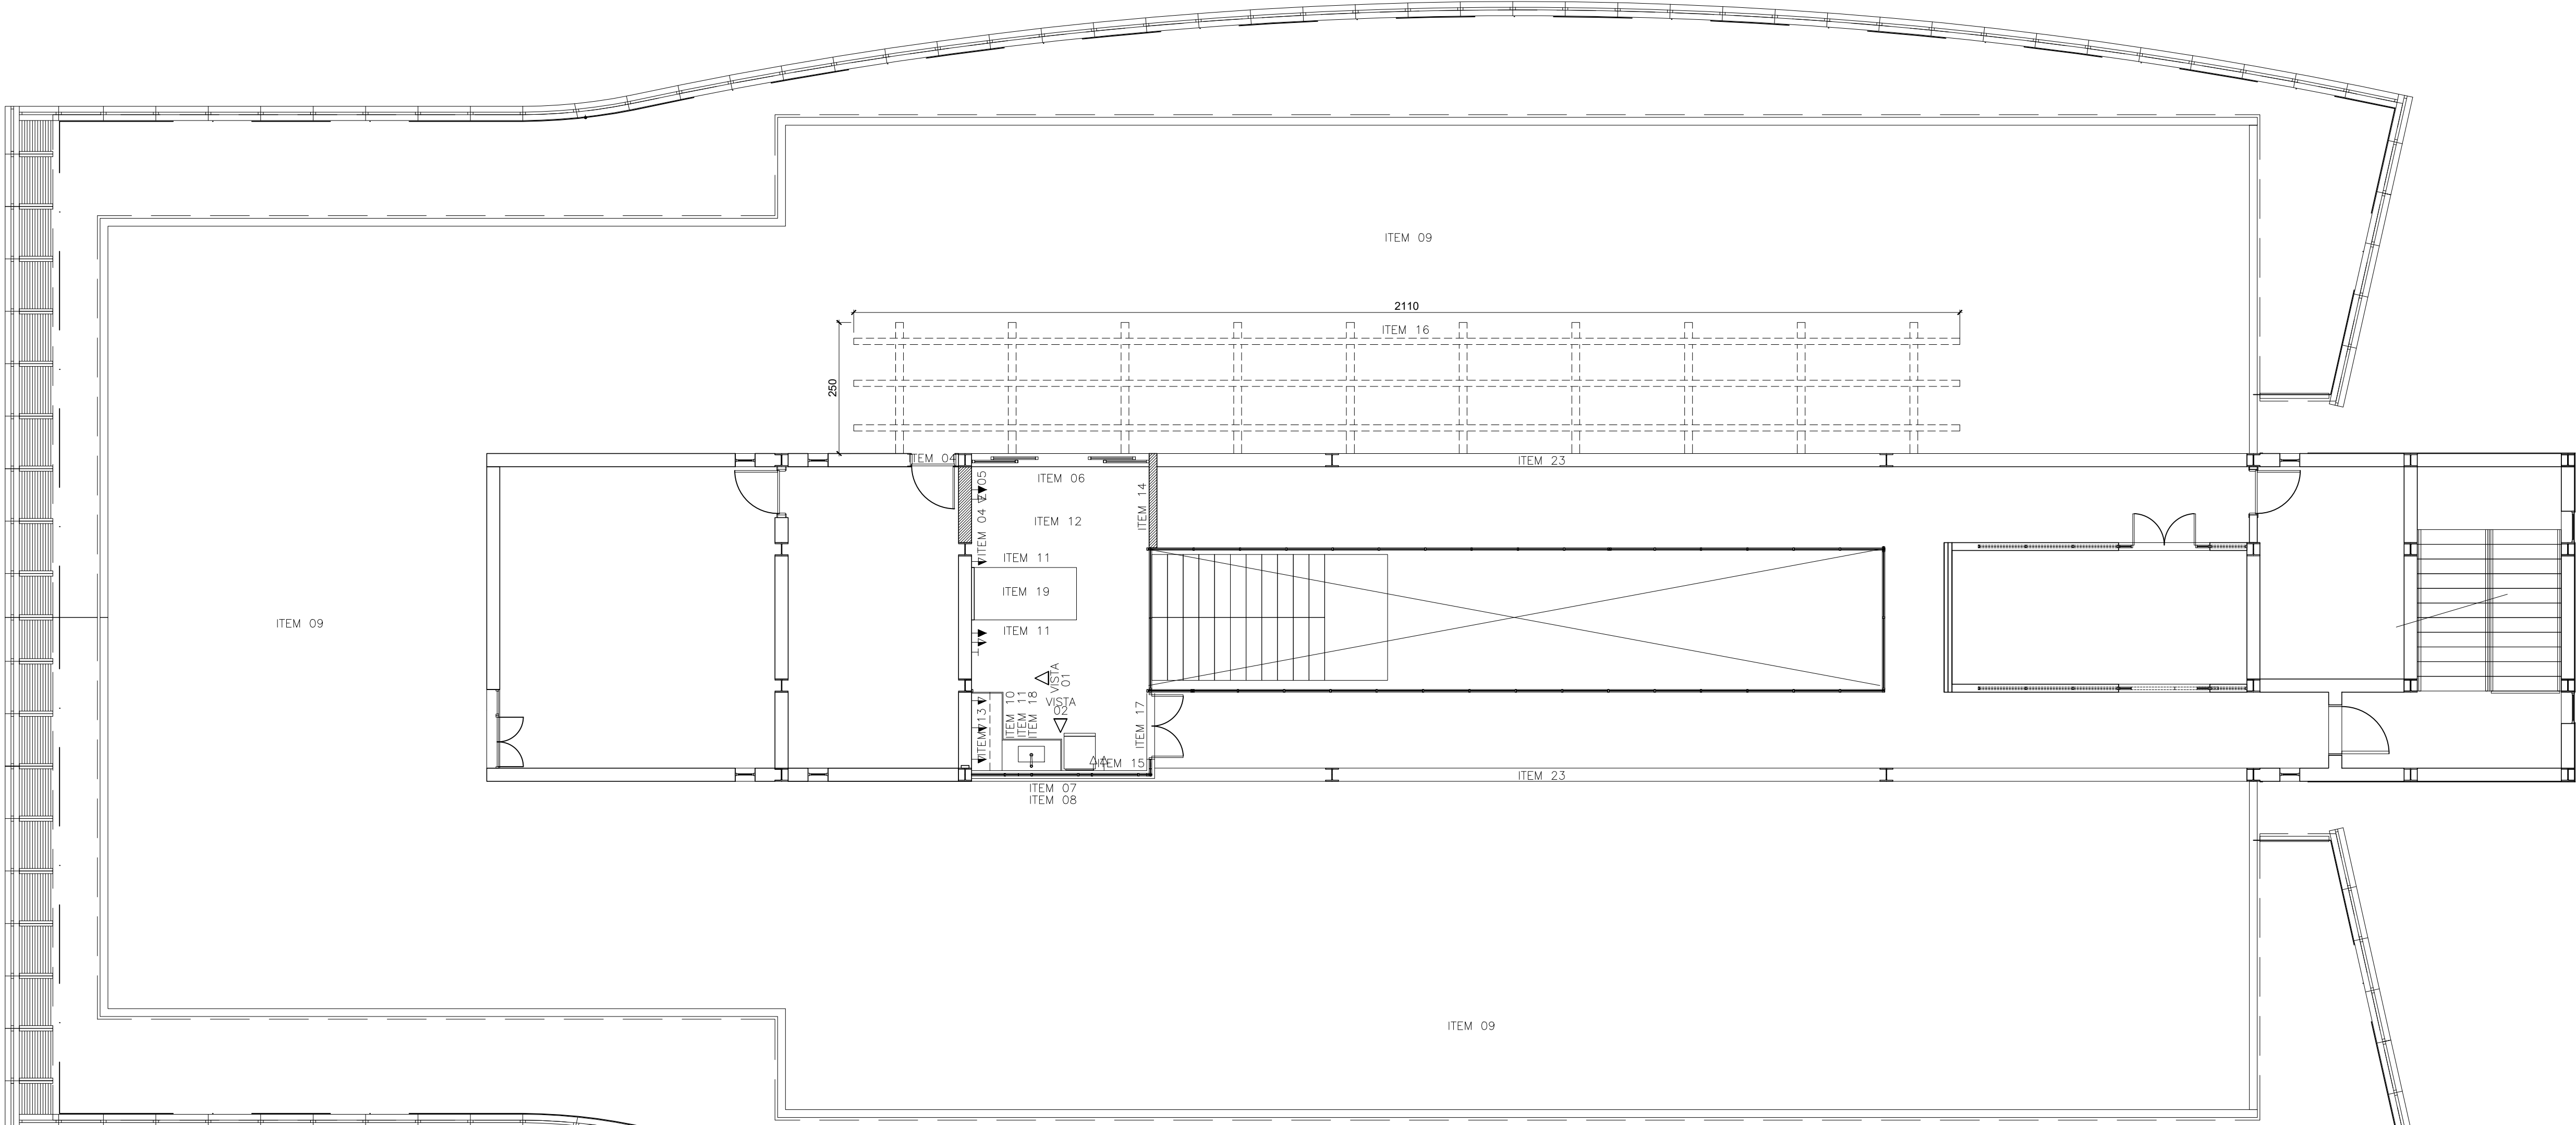 ITEM 09
2110
ITEM 16
250
ITEM 04
ITEM 23
ITEM 06
ITEM 04 E 05
ITEM 14
ITEM 12
ITEM 11
ITEM 19
ITEM 09
ITEM 11
VISTA
01
VISTA
02
ITEM 10
ITEM 11
ITEM 18
ITEM 13
ITEM 17
ITEM 15
ITEM 23
ITEM 07
ITEM 08
ITEM 09